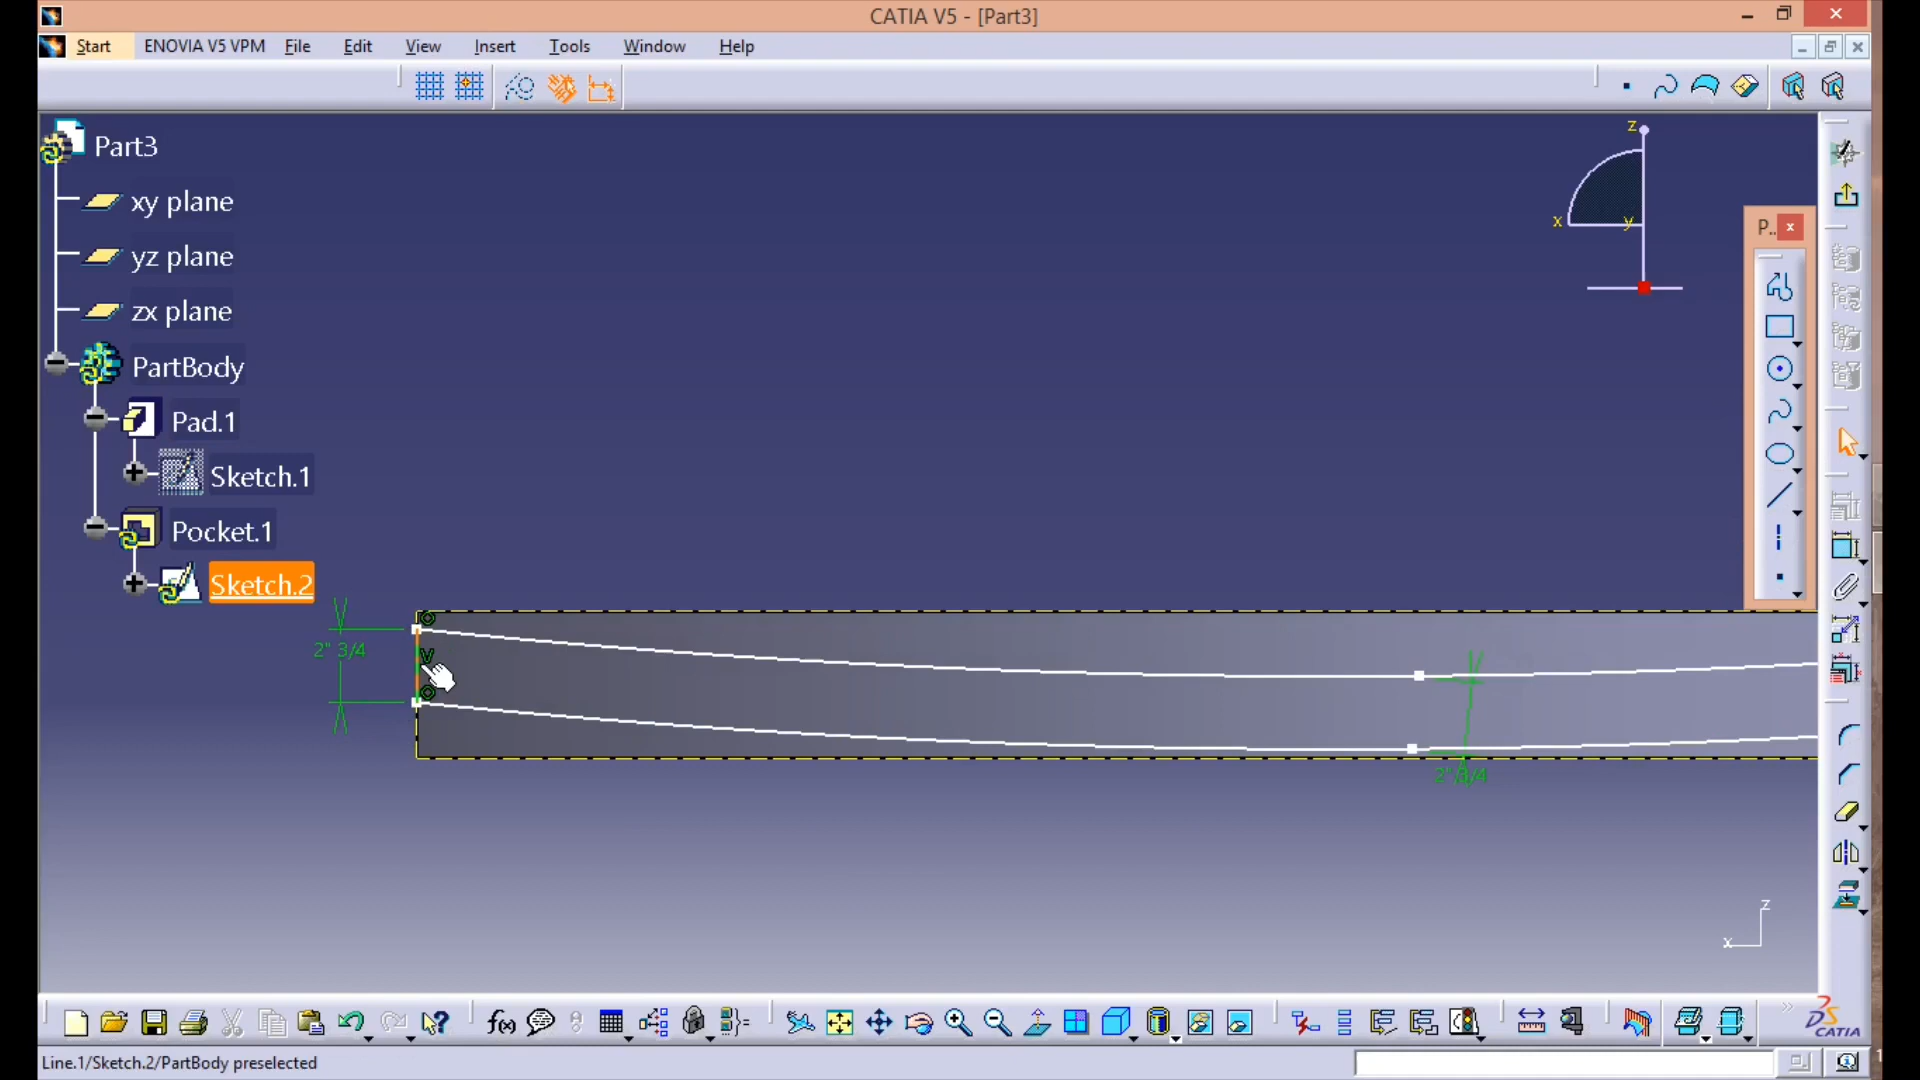 CATIA V5 - [Part3]
Start ENOVIA V5 VPM File Edit View Insert Tools Window Help
Part3
xy plane
yz plane
zx plane
PartBody
Pad.1
Sketch.1
Pocket.1
Sketch.2
z
x
y
P..
2" 3/4
V
2" 3/4
z
x
f(x)
CATIA
Line.1/Sketch.2/PartBody preselected